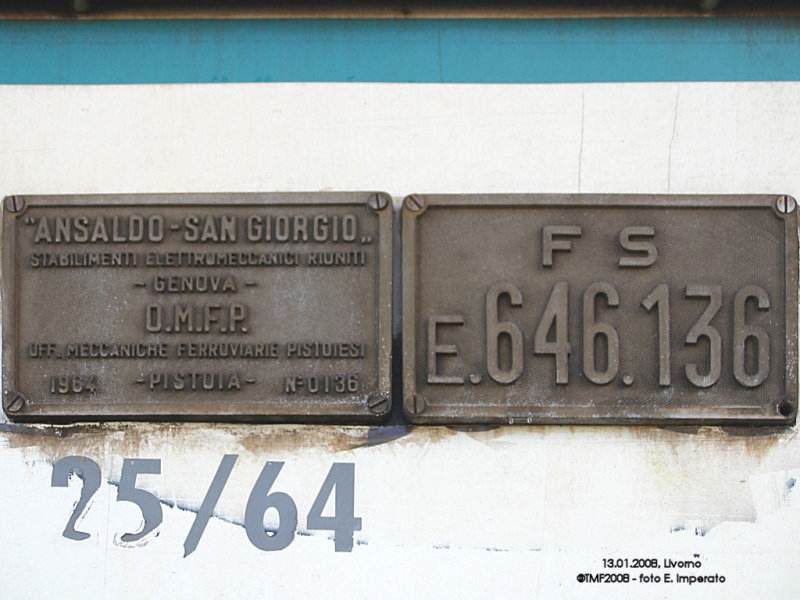 "ANSALDO-SAN GIORGIO„
STABILIMENTI ELETTROMECCANICI RIUNITI
- GENOVA -
O.M.F.P.
OFF. MECCANICHE FERROVIARIE PISTOIESI
1964 -PISTOIA- Nº 0136
F S
E.646.136
25/64
13.01.2008, Livorno
©TMF2008 - foto E. Imperato